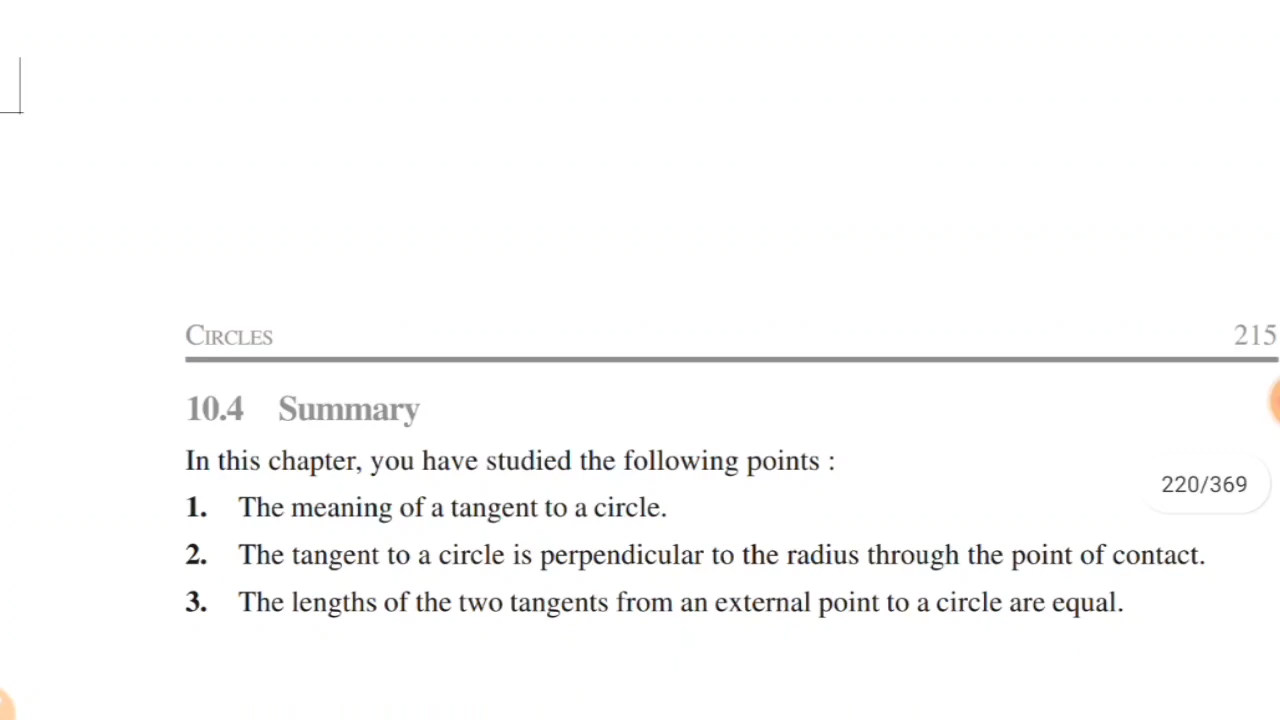 CIRCLES 215
10.4 Summary
In this chapter, you have studied the following points :
220/369
1. The meaning of a tangent to a circle.
2. The tangent to a circle is perpendicular to the radius through the point of contact.
3. The lengths of the two tangents from an external point to a circle are equal.